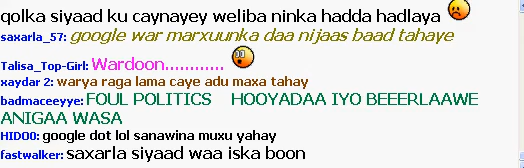 qolka siyaad ku caynayey weliba ninka hadda hadlaya
saxarla_57: google war marxuunka daa nijaas baad tahaye
Talisa_Top-Girl: Wardoon............
xaydar 2: warya raga lama caye adu maxa tahay
badmaceeyye: FOUL POLITICS HOOYADAA IYO BEEERLAAWE
ANIGAA WASA
HIDO0: google dot lol sanawina muxu yahay
fastwalker: saxarla siyaad waa iska boon